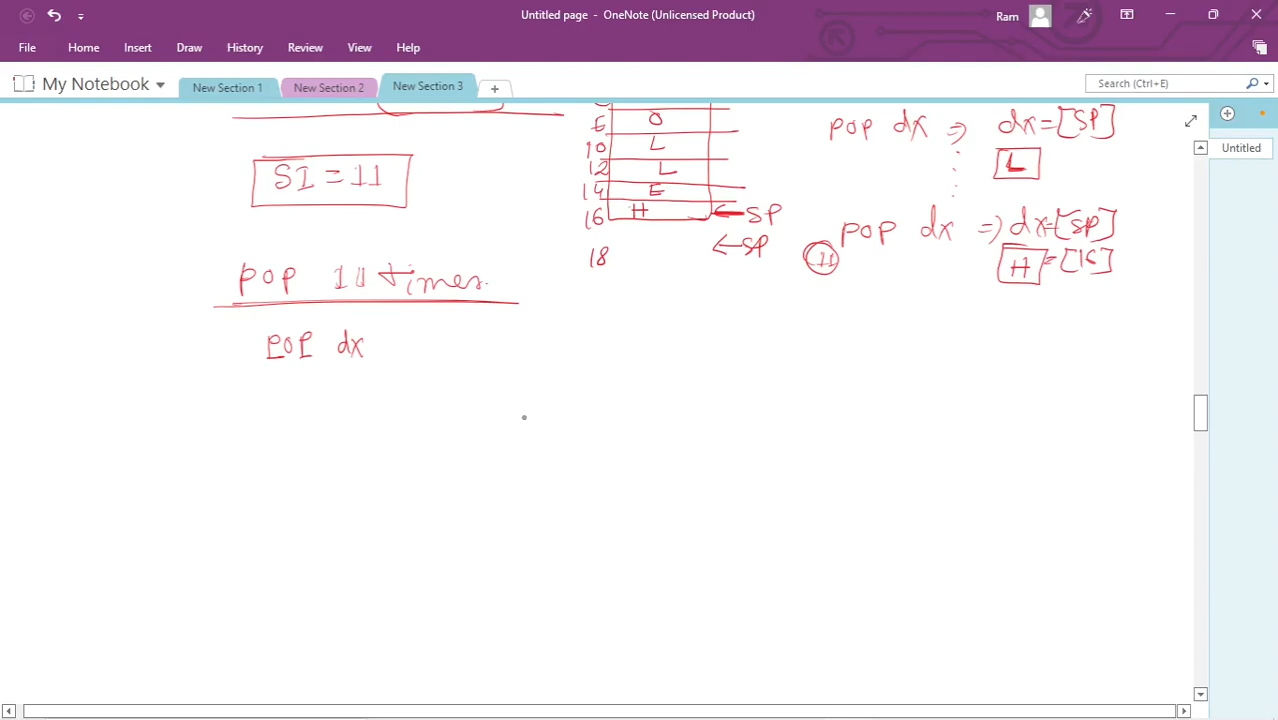 Untitled page - OneNote (Unlicensed Product)
Ram
File Home Insert Draw History Review View Help
My Notebook
New Section 1
New Section 2
New Section 3
+
Search (Ctrl+E)
Untitled
6 O
10 L
12 L
14 E
16 H ← SP
18 ← SP
SI = 11
pop 11 times.
POP dx
pop dx ⇒ dx=[SP]
L
(11) pop dx ⇒ dx=[SP]
H = [16]